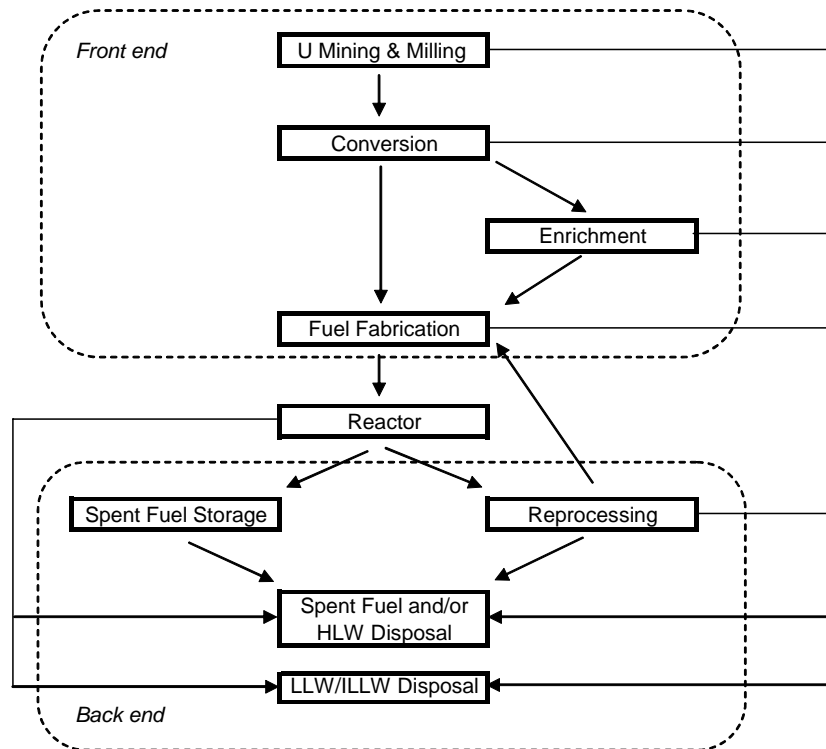 Front end
U Mining & Milling
Conversion
Enrichment
Fuel Fabrication
Reactor
Spent Fuel Storage
Reprocessing
Spent Fuel and/or
HLW Disposal
LLW/ILLW Disposal
Back end